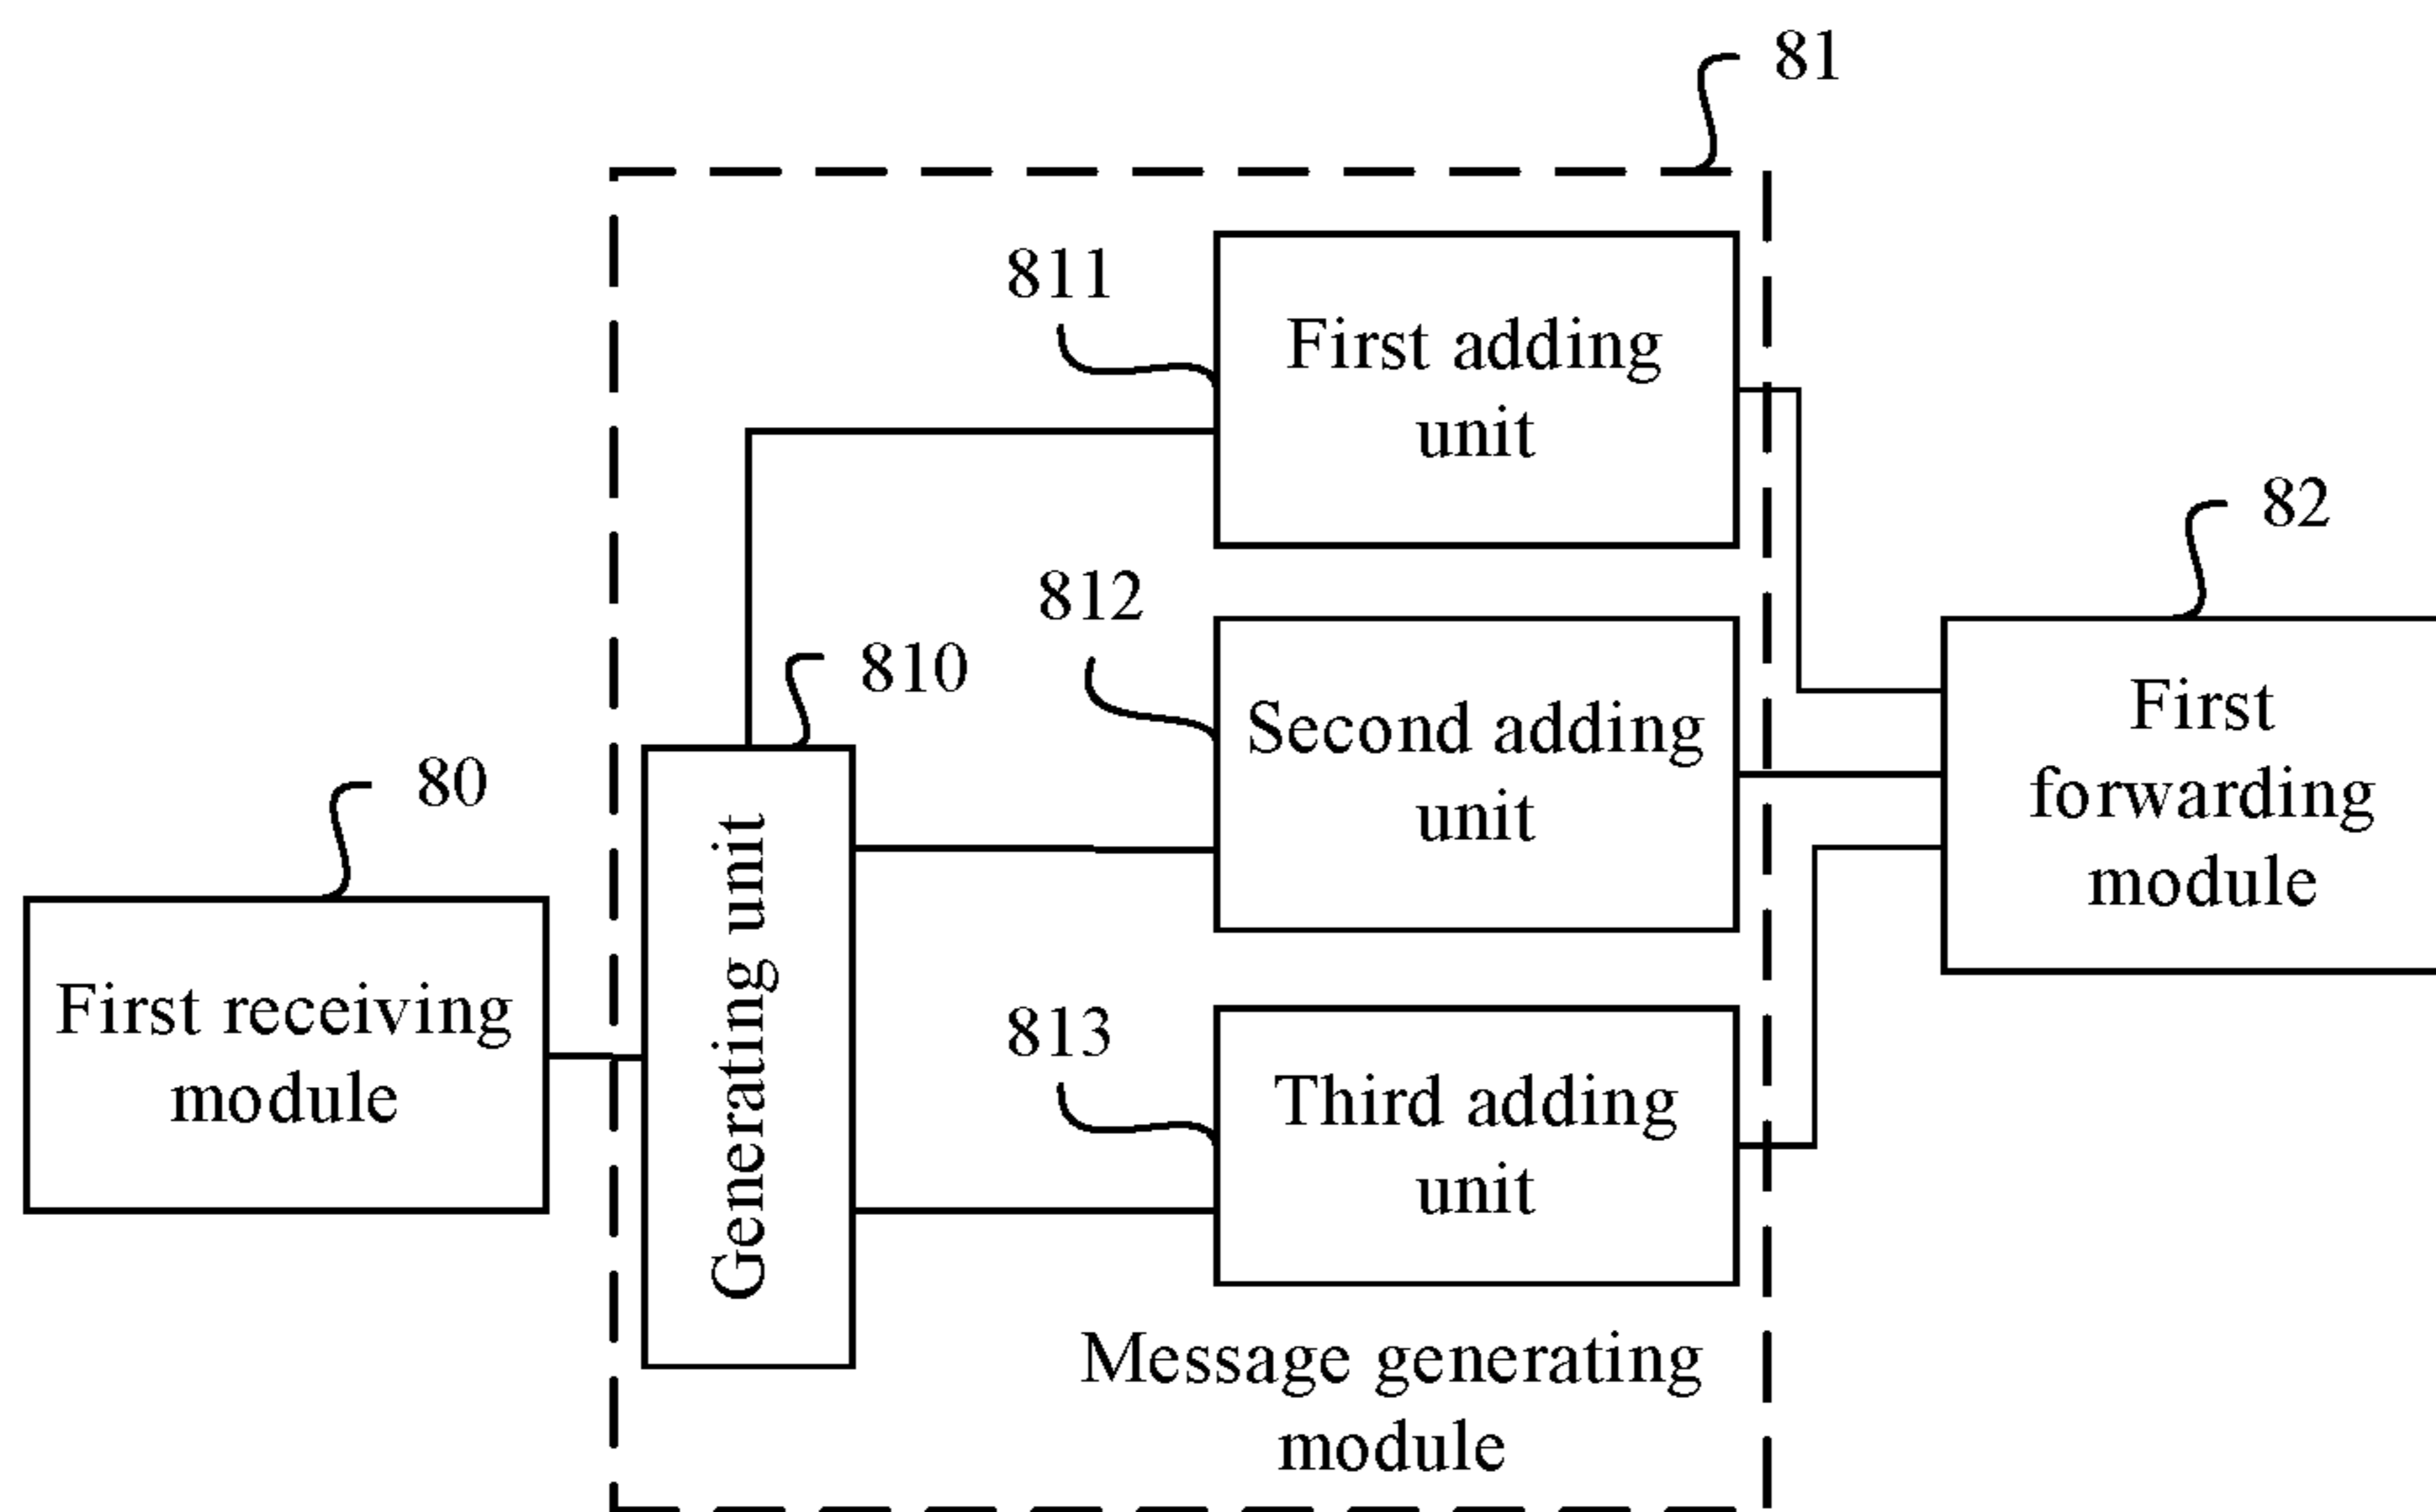 81
811
First adding
unit
82
812
810
Second adding
unit
First
forwarding
module
80
Generating unit
First receiving
module
813
Third adding
unit
Message generating
module